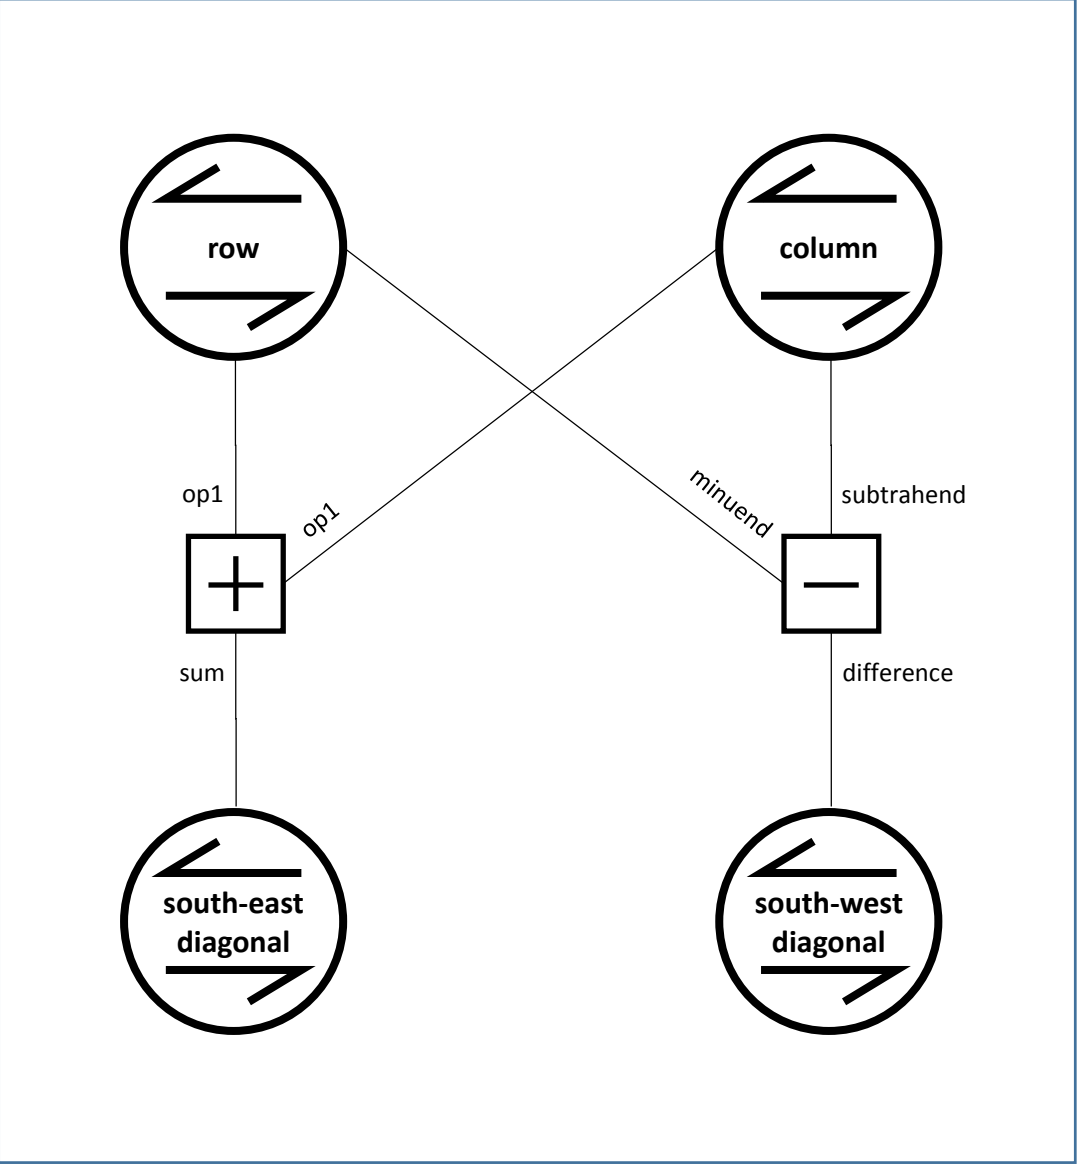 row
column
op1
op1
minuend
subtrahend
sum
difference
south-east
diagonal
south-west
diagonal